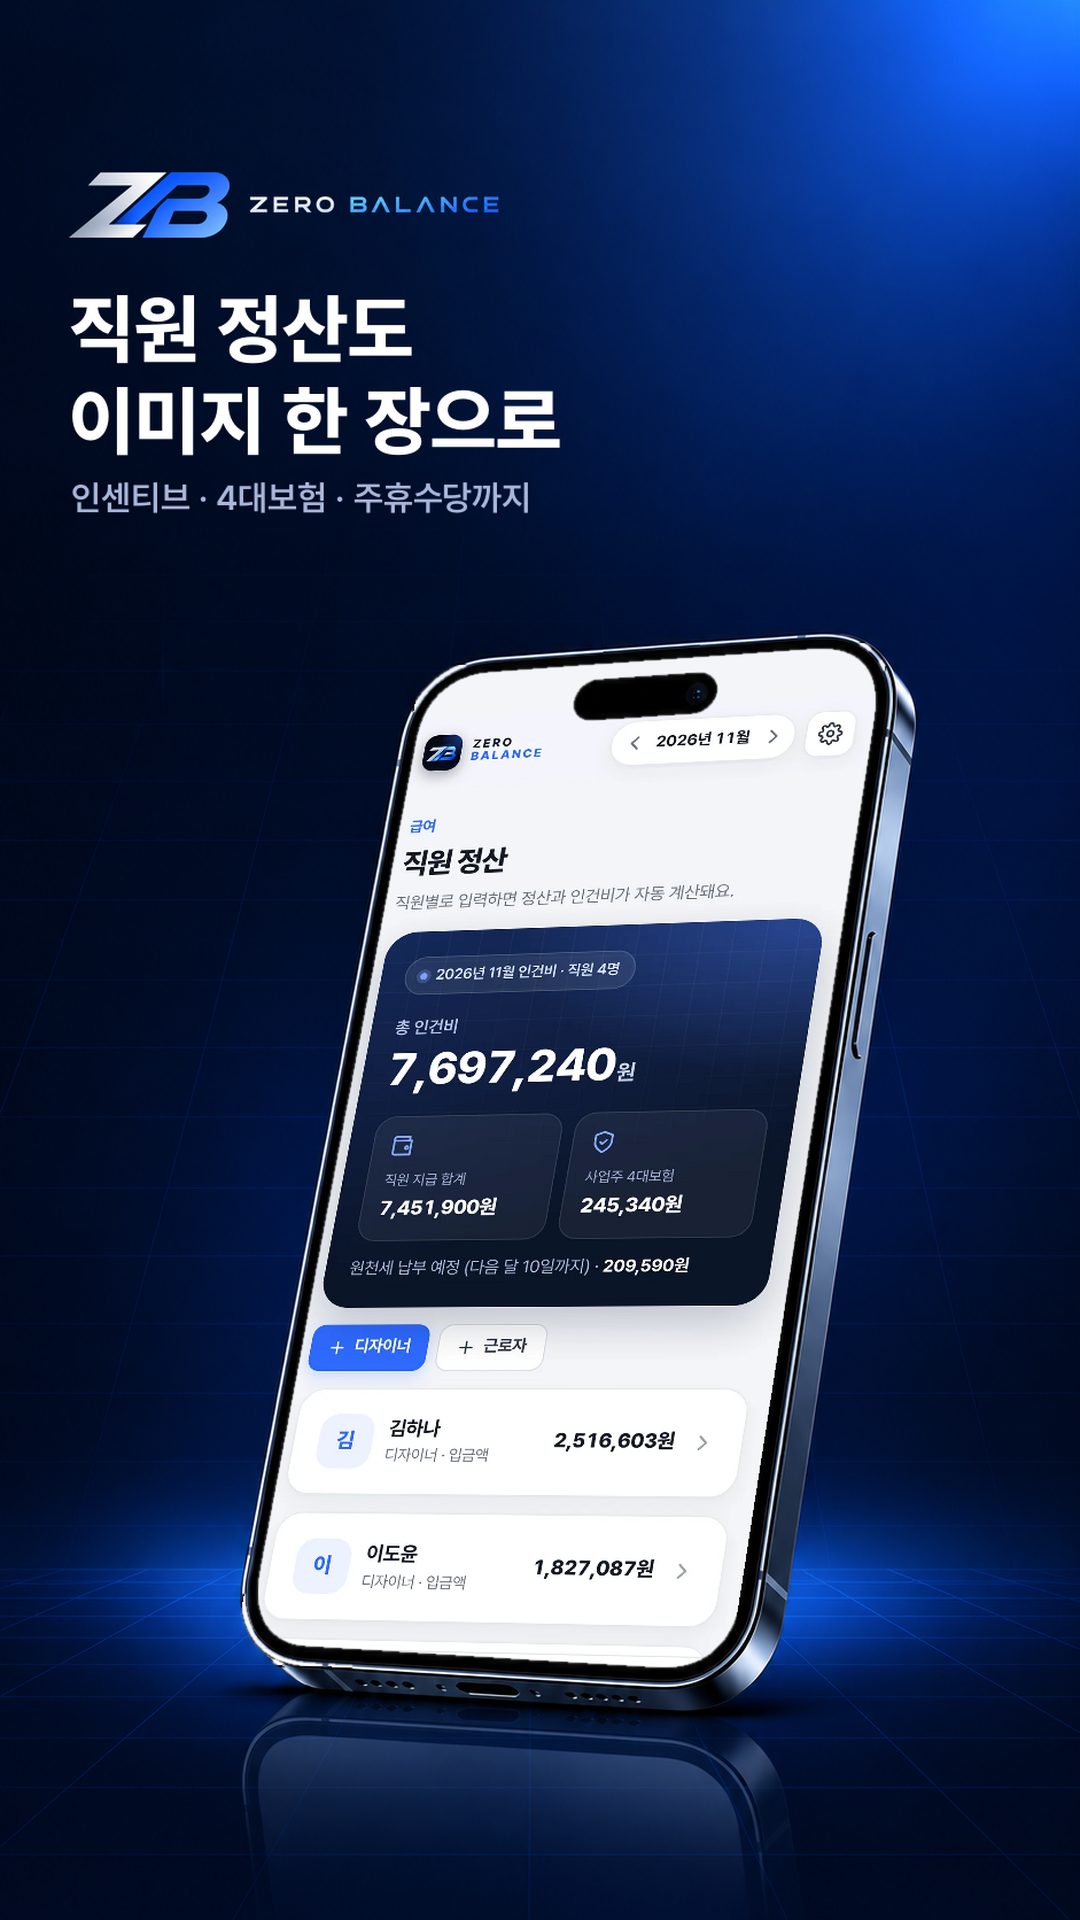 ZB ZERO BALANCE
직원 정산도
이미지 한 장으로
인센티브 · 4대보험 · 주휴수당까지
ZB ZERO BALANCE
2026년 11월
급여
직원 정산
직원별로 입력하면 정산과 인건비가 자동 계산돼요.
2026년 11월 인건비 · 직원 4명
총 인건비
7,697,240원
직원 지급 합계
7,451,900원
사업주 4대보험
245,340원
원천세 납부 예정 (다음 달 10일까지) · 209,590원
+ 디자이너
+ 근로자
김
김하나
디자이너 · 입금액
2,516,603원
이
이도윤
디자이너 · 입금액
1,827,087원